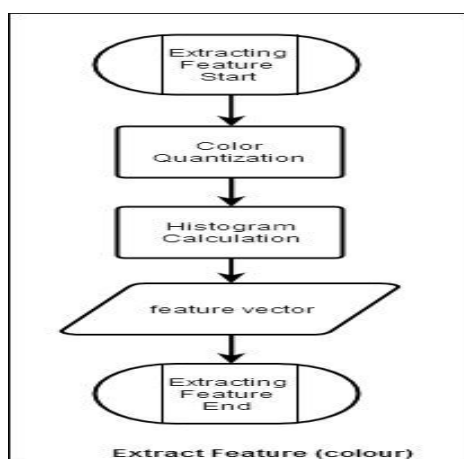 Extracting
Feature
Start
Color
Quantization
Histogram
Calculation
feature vector
Extracting
Feature
End
Extract Feature (colour)